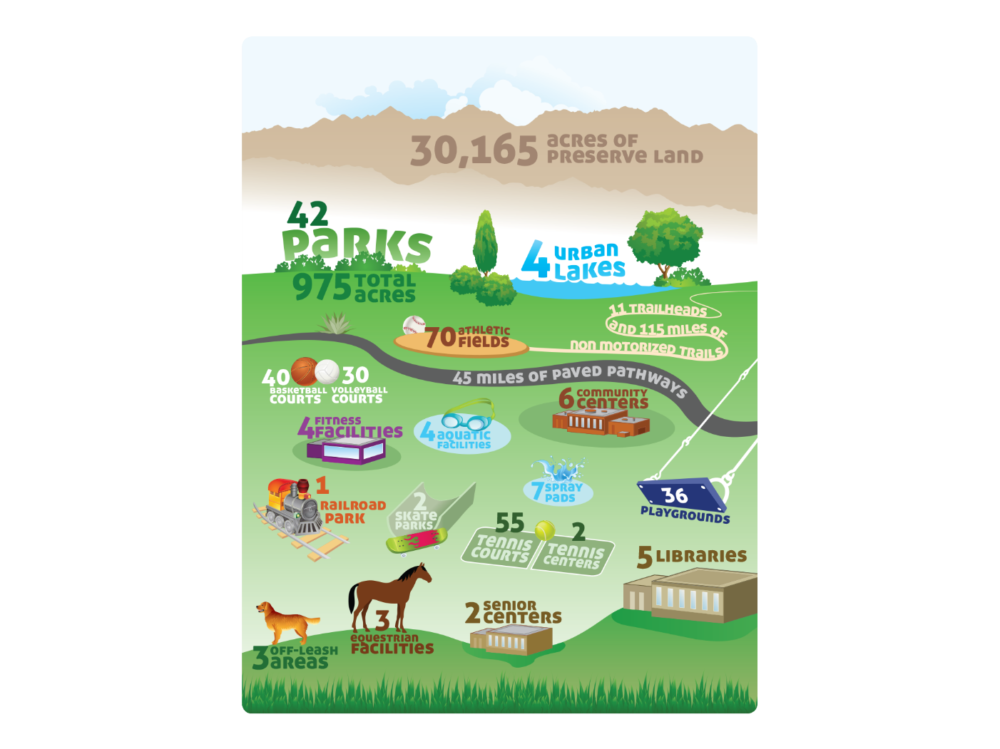 30,165 ACRES OF
PRESERVE LAND
42
PARKS
975 TOTAL
ACRES
4 URBAN
LAKES
11 TRAILHEADS
AND 115 MILES OF
NON MOTORIZED TRAILS
70 ATHLETIC
FIELDS
45 MILES OF PAVED PATHWAYS
40
BASKETBALL
COURTS
30
VOLLEYBALL
COURTS
6 COMMUNITY
CENTERS
4 FITNESS
FACILITIES
4 AQUATIC
FACILITIES
7 SPRAY
PADS
36
PLAYGROUNDS
1
RAILROAD
PARK
2
SKATE
PARKS
55
TENNIS
COURTS
2
TENNIS
CENTERS
5 LIBRARIES
3
EQUESTRIAN
FACILITIES
2 SENIOR
CENTERS
3 OFF-LEASH
AREAS